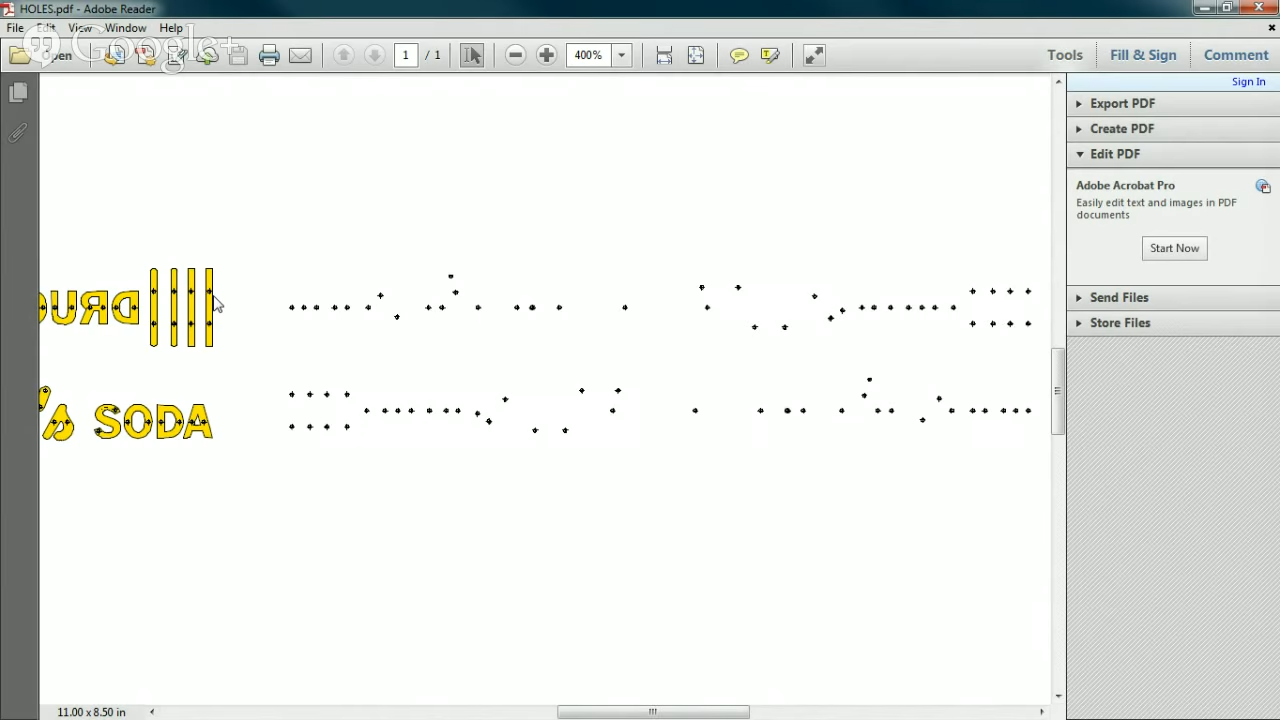 HOLES.pdf - Adobe Reader
File Edit View Window Help
Google+
Open 1 / 1 400% Tools Fill & Sign Comment
Sign In
Export PDF
Create PDF
Edit PDF
Adobe Acrobat Pro
Easily edit text and images in PDF
documents
Start Now
Send Files
Store Files
's SODA
11.00 x 8.50 in